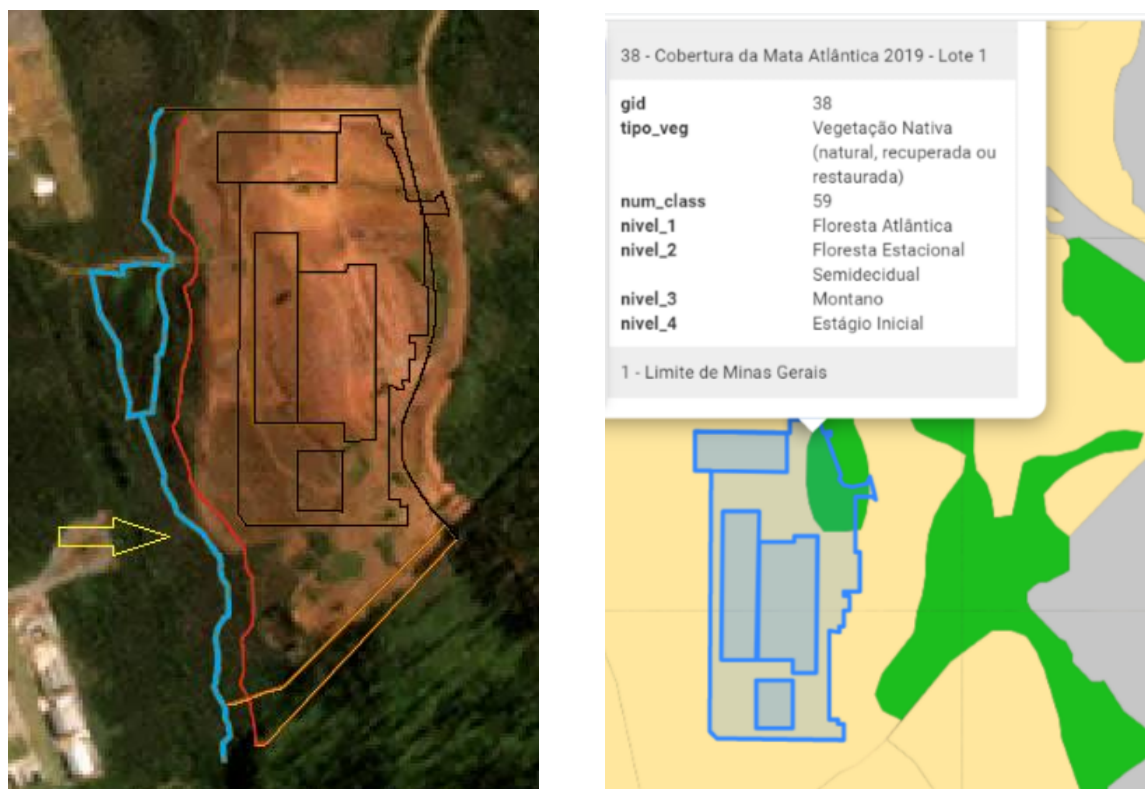 38 - Cobertura da Mata Atlântica 2019 - Lote 1
gid 38
tipo_veg Vegetação Nativa
(natural, recuperada ou
restaurada)
num_class 59
nivel_1 Floresta Atlântica
nivel_2 Floresta Estacional
Semidecidual
nivel_3 Montano
nivel_4 Estágio Inicial
1 - Limite de Minas Gerais